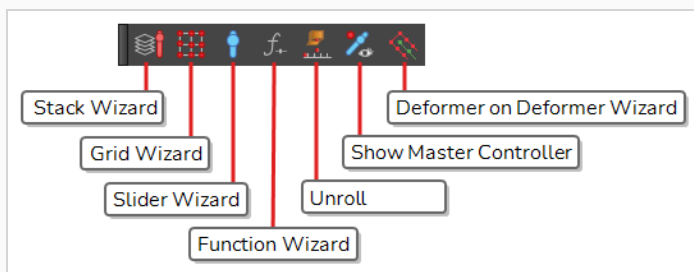 Stack Wizard
Deformer on Deformer Wizard
Grid Wizard
Show Master Controller
Slider Wizard
Unroll
Function Wizard